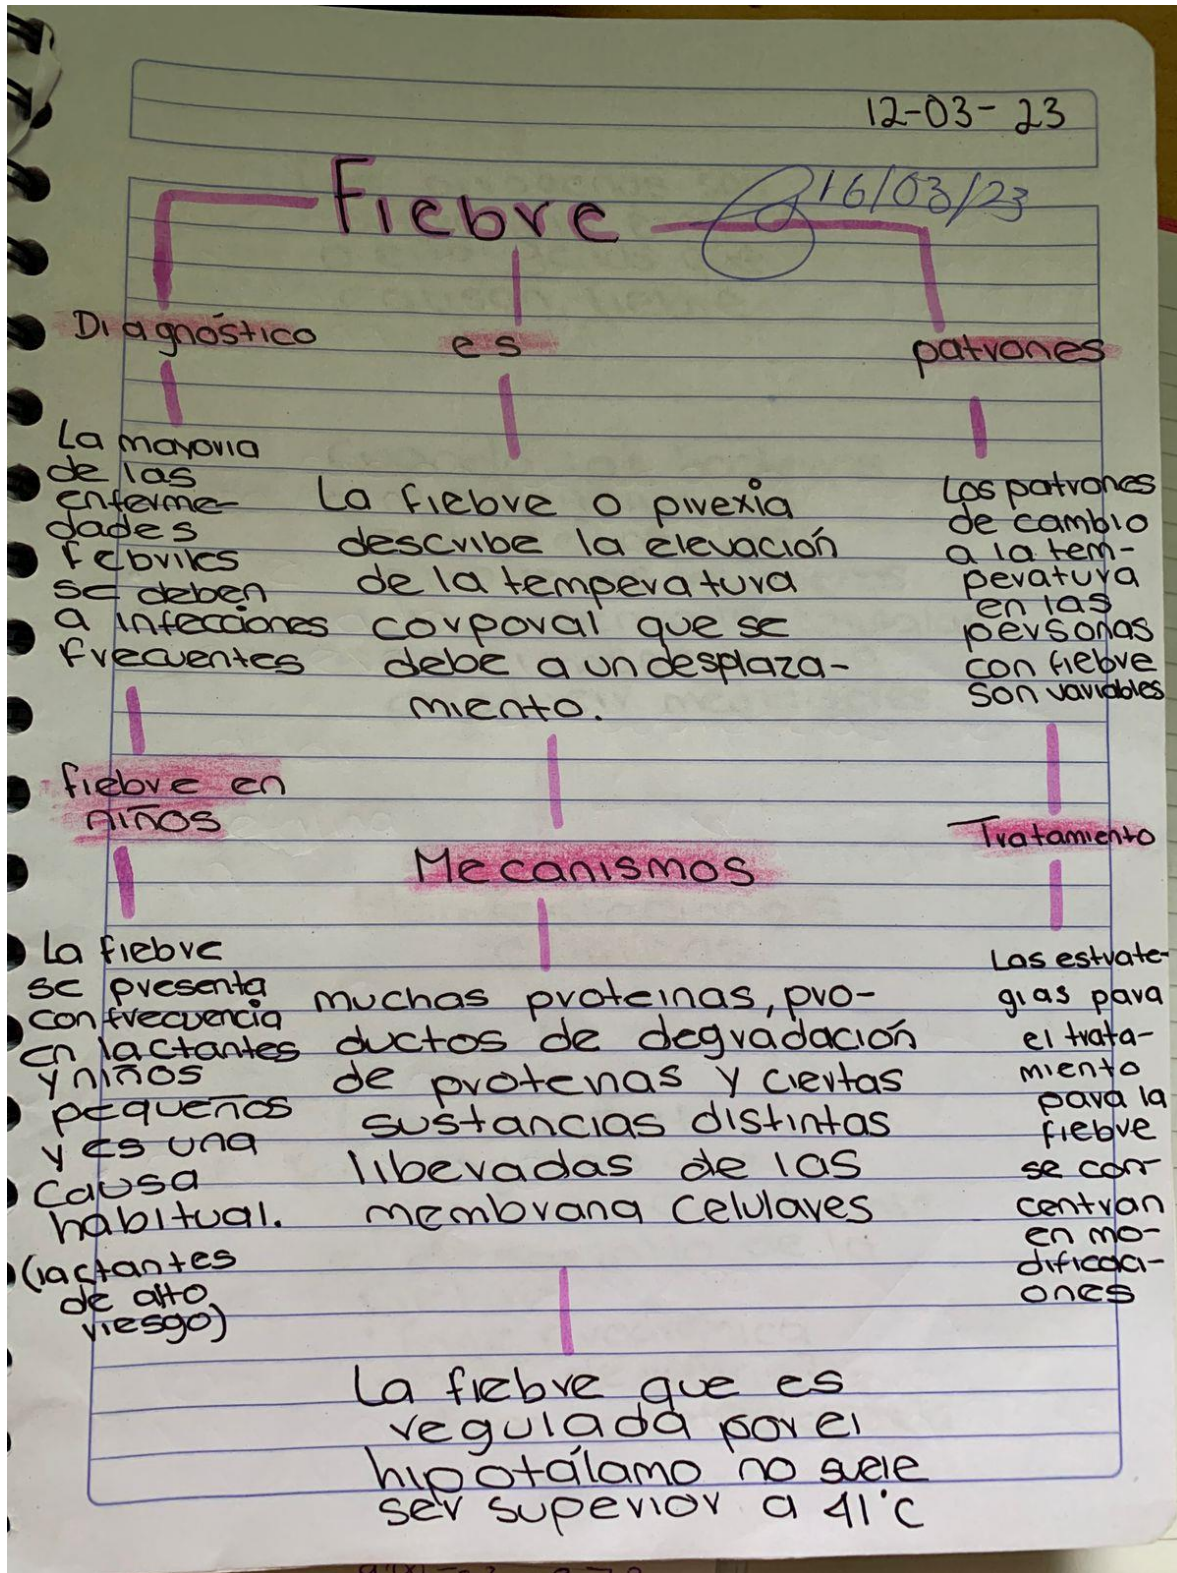 12-03-23
16/03/23
Fiebre
Diagnóstico
La mayoria
de las
enferme-
dades
febriles
se deben
a infecciones
frecuentes
fiebre en
niños
La fiebre
se presenta
con frecuencia
en lactantes
y niños
pequeños
y es una
causa
habitual.
(lactantes
de alto
riesgo)
es
La fiebre o pirexia
describe la elevación
de la temperatura
corporal que se
debe a un desplaza-
miento.
Mecanismos
muchas proteinas, pro-
ductos de degradación
de protenas y ciertas
sustancias distintas
liberadas de las
membrana celulares
La fiebre que es
regulada por el
hipotálamo no suele
ser superior a 41°C
patrones
Los patrones
de cambio
a la tem-
peratura
en las
personas
con fiebre
son variables
Tratamiento
Las estrate-
gias para
el trata-
miento
para la
fiebre
se con-
centran
en mo-
dificaci-
ones